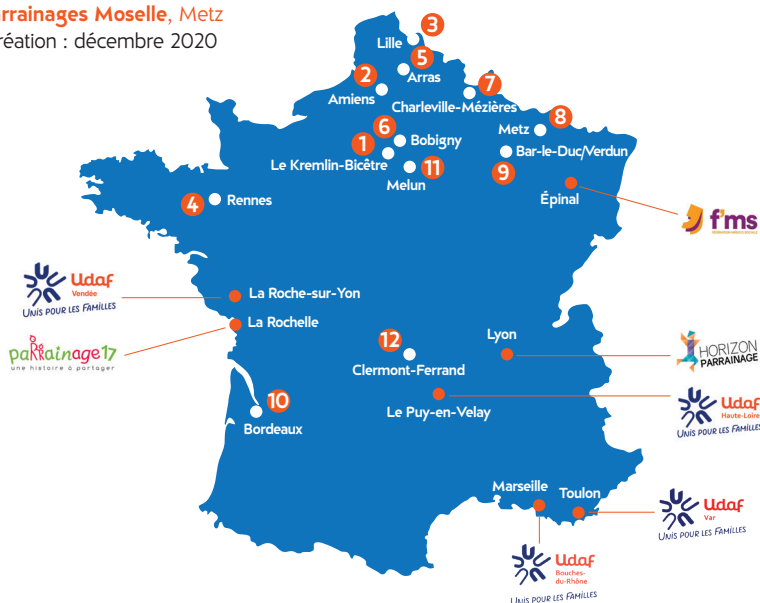 arrainages Moselle, Metz
réation : décembre 2020
3
Lille
5
Arras
2
Amiens
7
Charleville-Mézières
8
Metz
6
Bobigny
1
Le Kremlin-Bicêtre
Bar-le-Duc/Verdun
9
11
Melun
Épinal
f'ms
4
Rennes
Udaf
Vendée
Unis pour les Familles
La Roche-sur-Yon
La Rochelle
paRRainage17
une histoire à partager
12
Clermont-Ferrand
Lyon
HORIZON
PARRAINAGE
Le Puy-en-Velay
Udaf
Haute-Loire
Unis pour les Familles
10
Bordeaux
Marseille
Toulon
Udaf
Var
Unis pour les Familles
Udaf
Bouches-
du-Rhône
Unis pour les Familles